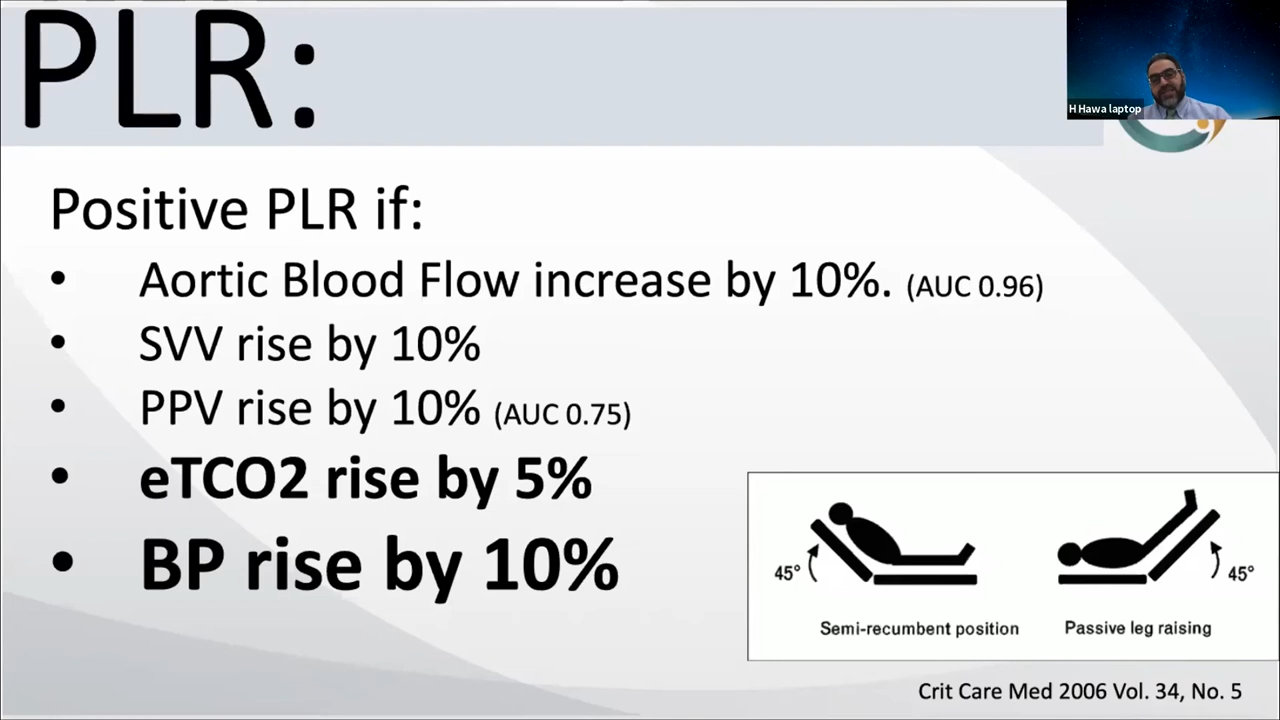 PLR:
H Hawa laptop
Positive PLR if:
• Aortic Blood Flow increase by 10%. (AUC 0.96)
• SVV rise by 10%
• PPV rise by 10% (AUC 0.75)
• eTCO2 rise by 5%
• BP rise by 10%
45° 45°
Semi-recumbent position Passive leg raising
Crit Care Med 2006 Vol. 34, No. 5